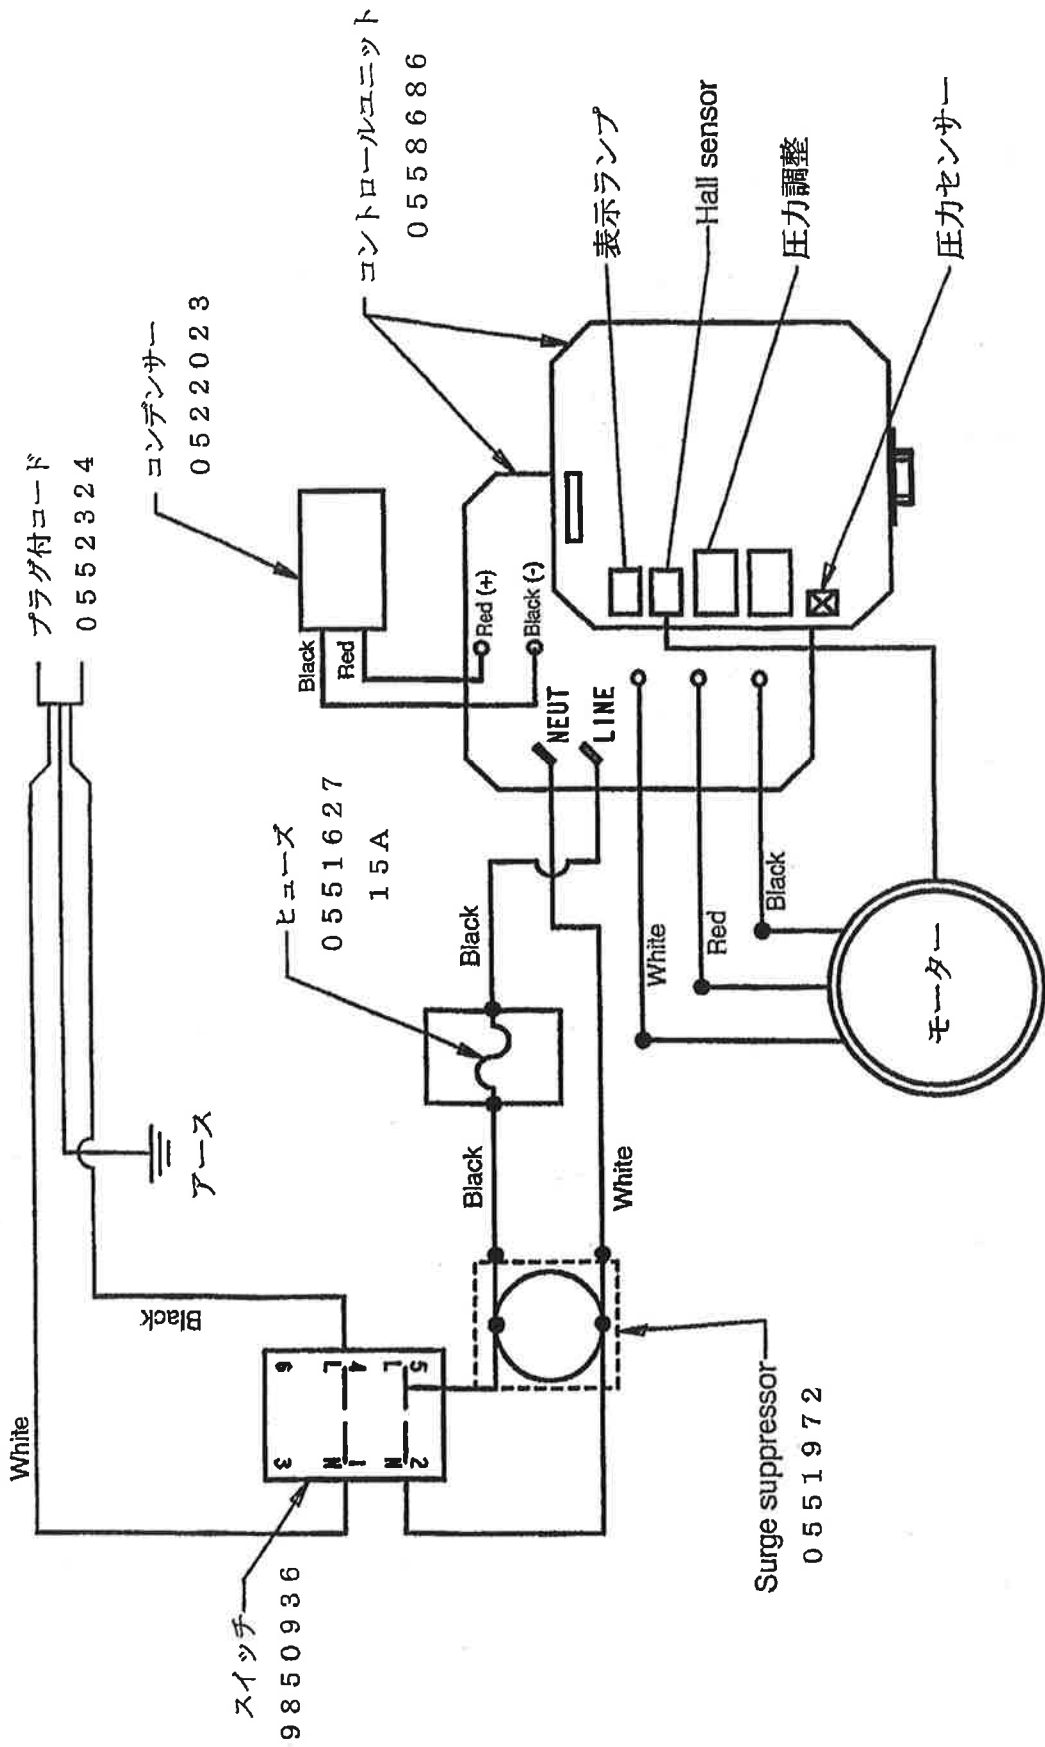 プラグ付コード
0552324
コンデンサー
0522023
コントロールユニット
0558686
White
アース
Black
スイッチ
9850936
3
6
N
L
1
4
N
L
2
5
ヒューズ
0551627
15A
Black
Red
Red (+)
Black (-)
NEUT
LINE
Black
Black
White
表示ランプ
Hall sensor
圧力調整
圧力センサー
White
Red
Black
モーター
Surge suppressor
0551972